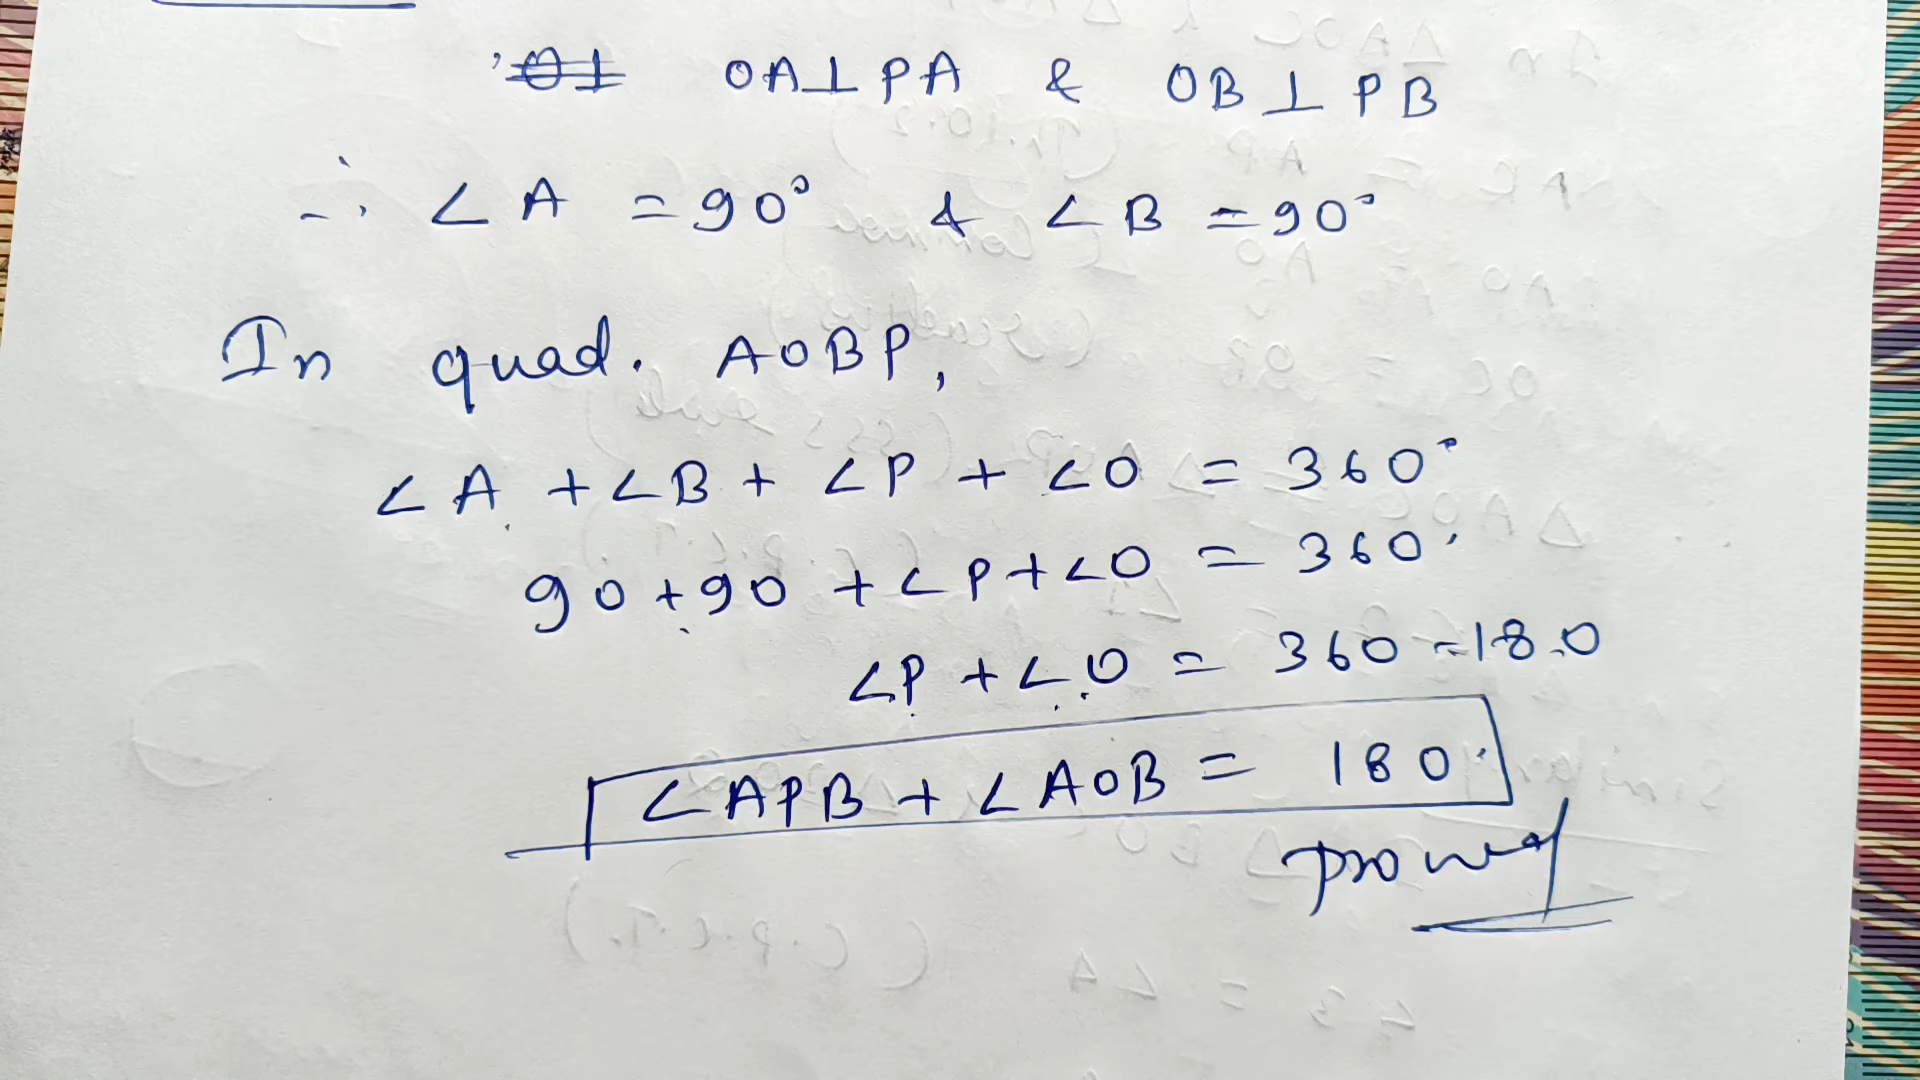 OA ⊥ PA & OB ⊥ PB
∴ ∠A = 90° & ∠B = 90°
In quad. AOBP,
∠A + ∠B + ∠P + ∠O = 360°
90 + 90 + ∠P + ∠O = 360°
∠P + ∠O = 360 - 180
∠APB + ∠AOB = 180°
proved